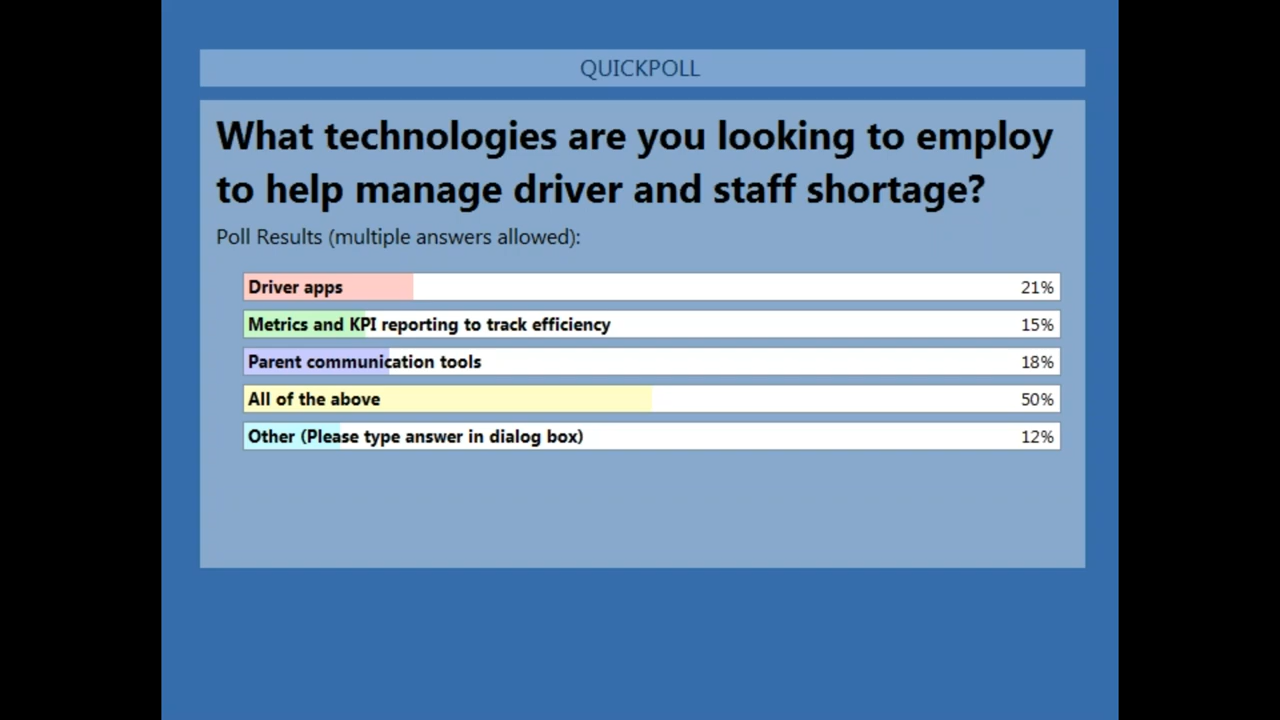 QUICKPOLL
What technologies are you looking to employ
to help manage driver and staff shortage?
Poll Results (multiple answers allowed):
Driver apps 21%
Metrics and KPI reporting to track efficiency 15%
Parent communication tools 18%
All of the above 50%
Other (Please type answer in dialog box) 12%